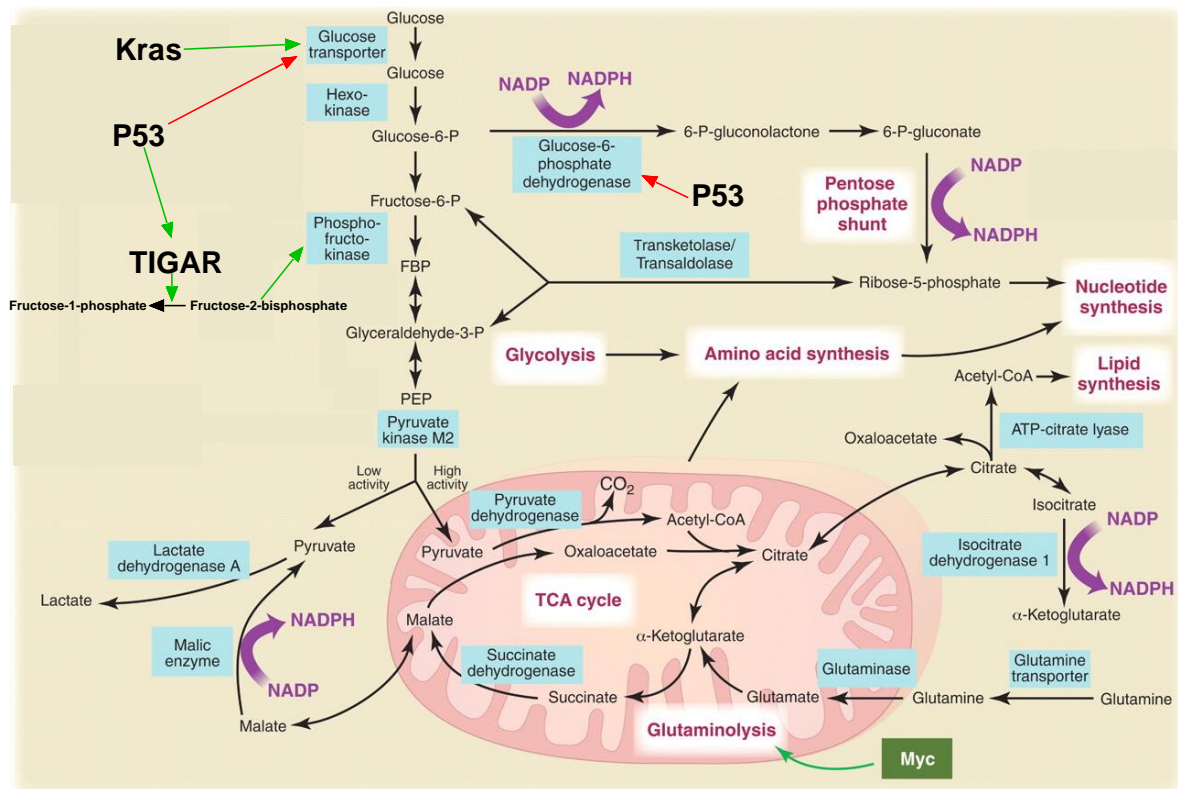 Glucose
Kras
Glucose
transporter
Glucose
NADP
NADPH
Hexo-
kinase
P53
Glucose-6-P
6-P-gluconolactone
6-P-gluconate
Glucose-6-
phosphate
dehydrogenase
NADP
Pentose
phosphate
shunt
P53
Fructose-6-P
Phospho-
fructo-
kinase
NADPH
Transketolase/
Transaldolase
TIGAR
FBP
Ribose-5-phosphate
Nucleotide
synthesis
Fructose-1-phosphate
Fructose-2-bisphosphate
Glyceraldehyde-3-P
Glycolysis
Amino acid synthesis
Acetyl-CoA
Lipid
synthesis
PEP
Pyruvate
kinase M2
ATP-citrate lyase
Oxaloacetate
Citrate
Low
activity
High
activity
CO2
Isocitrate
Pyruvate
dehydrogenase
Acetyl-CoA
NADP
Pyruvate
Lactate
dehydrogenase A
Pyruvate
Oxaloacetate
Citrate
Isocitrate
dehydrogenase 1
NADPH
Lactate
TCA cycle
α-Ketoglutarate
NADPH
Malate
α-Ketoglutarate
Malic
enzyme
Succinate
dehydrogenase
Glutaminase
Glutamine
transporter
NADP
Succinate
Glutamate
Glutamine
Glutamine
Malate
Glutaminolysis
Myc